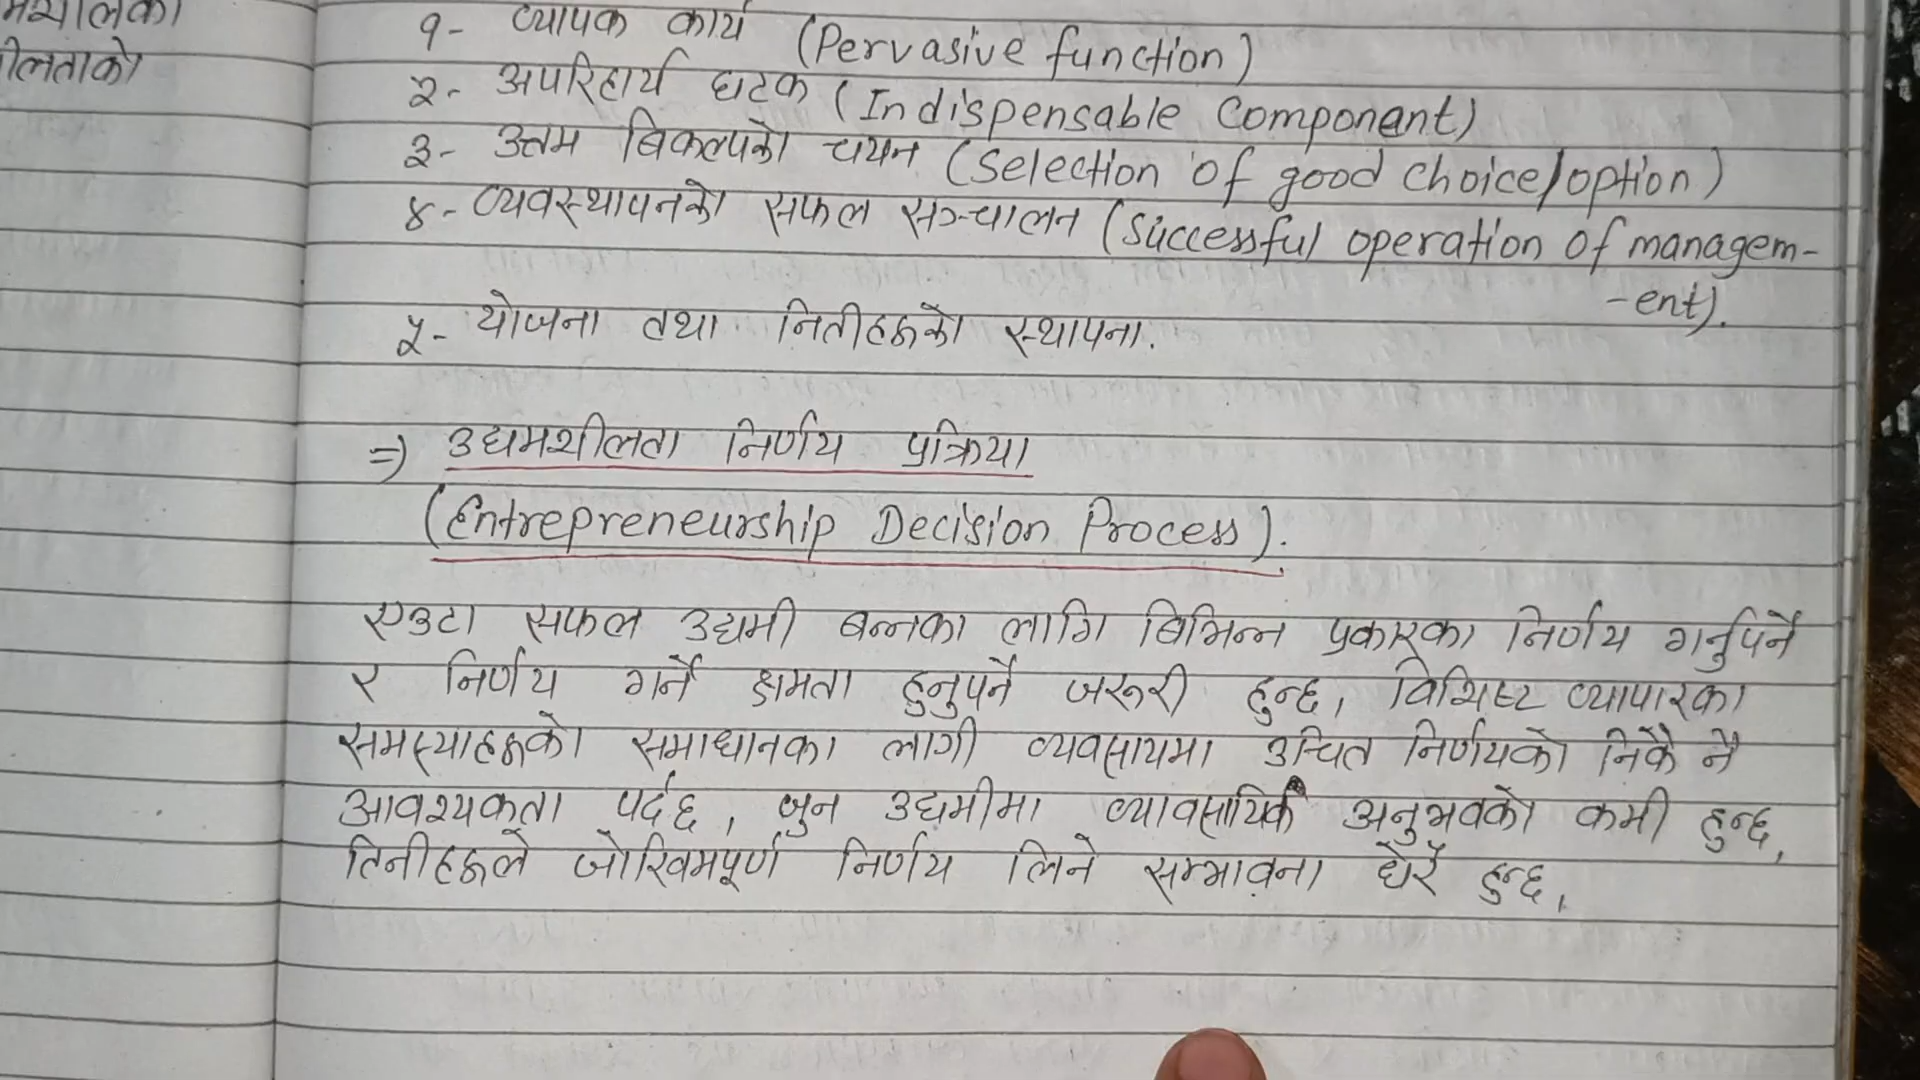 मशीलका
ीलताको
१- व्यापक कार्य (Pervasive function)
२- अपरिहार्य घटक (Indispensable Component)
३- उत्तम बिकल्पको चयन (Selection of good choice/option)
४- व्यवस्थापनको सफल सञ्चालन (Successful operation of managem-
-ent).
५- योजना तथा नितीहरूको स्थापना.
=) उद्यमशीलता निर्णय प्रक्रिया
(Entrepreneurship Decision Process).
एउटा सफल उद्यमी बन्नका लागि बिभिन्न प्रकारका निर्णय गर्नुपर्ने
र निर्णय गर्ने क्षमता हुनुपर्ने जरूरी हुन्छ, विशिष्ट व्यापारका
समस्याहरूको समाधानका लागी व्यवसायमा उचित निर्णयको निकै नै
आवश्यकता पर्दछ, जुन उद्यमीमा व्यावसायिक अनुभवको कमी हुन्छ,
तिनीहरूले जोखिमपूर्ण निर्णय लिने सम्भावना धेरै हुन्छ,